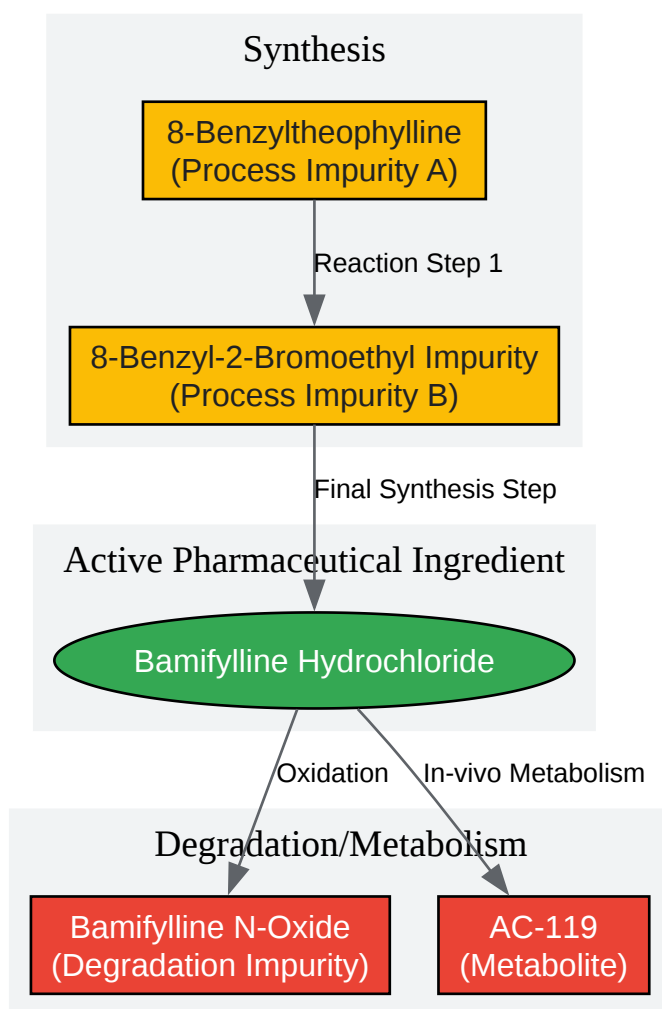 Synthesis
8-Benzyltheophylline
(Process Impurity A)
Reaction Step 1
8-Benzyl-2-Bromoethyl Impurity
(Process Impurity B)
Final Synthesis Step
Active Pharmaceutical Ingredient
Bamifylline Hydrochloride
Oxidation
In-vivo Metabolism
Degradation/Metabolism
Bamifylline N-Oxide
(Degradation Impurity)
AC-119
(Metabolite)